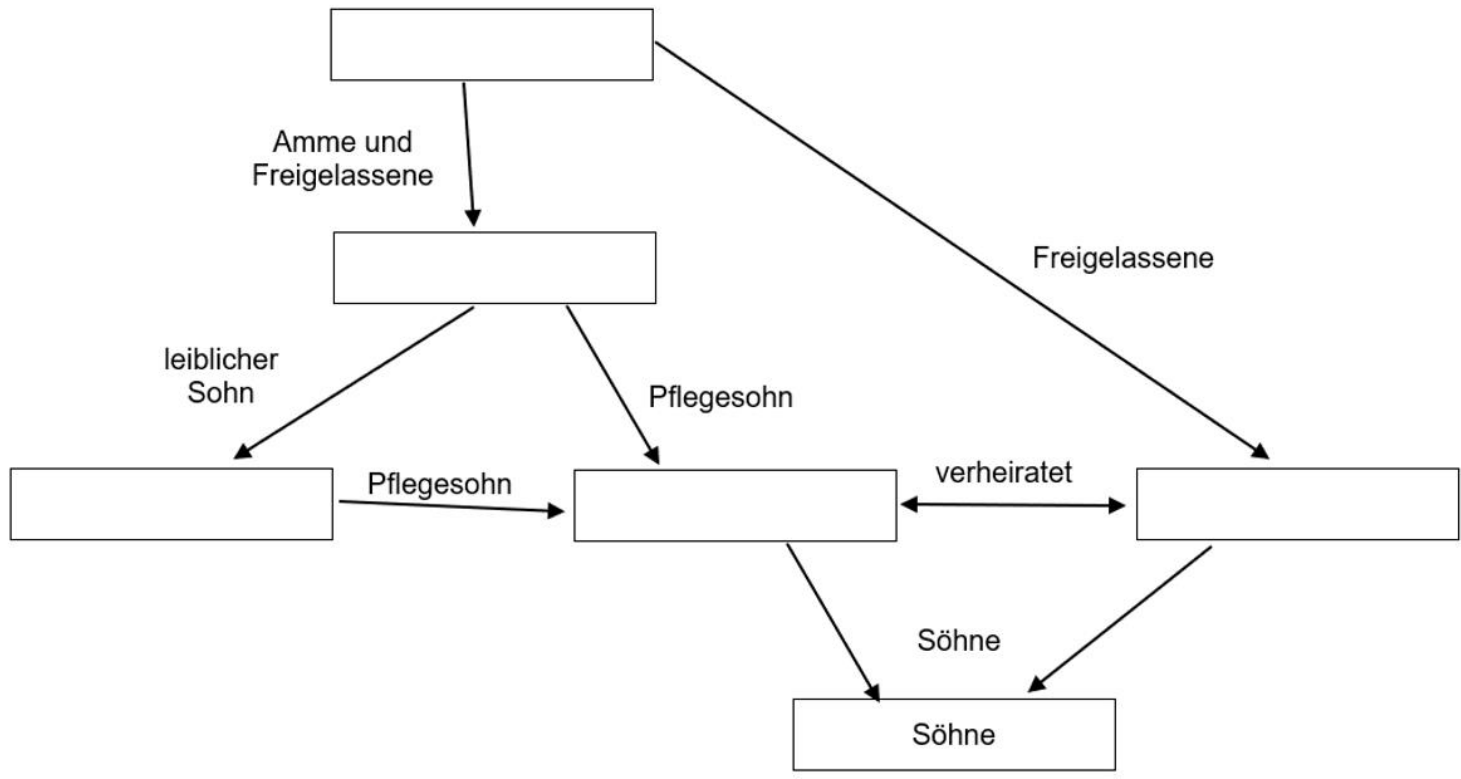 Amme und
Freigelassene
Freigelassene
leiblicher
Sohn
Pflegesohn
Pflegesohn
verheiratet
Söhne
Söhne